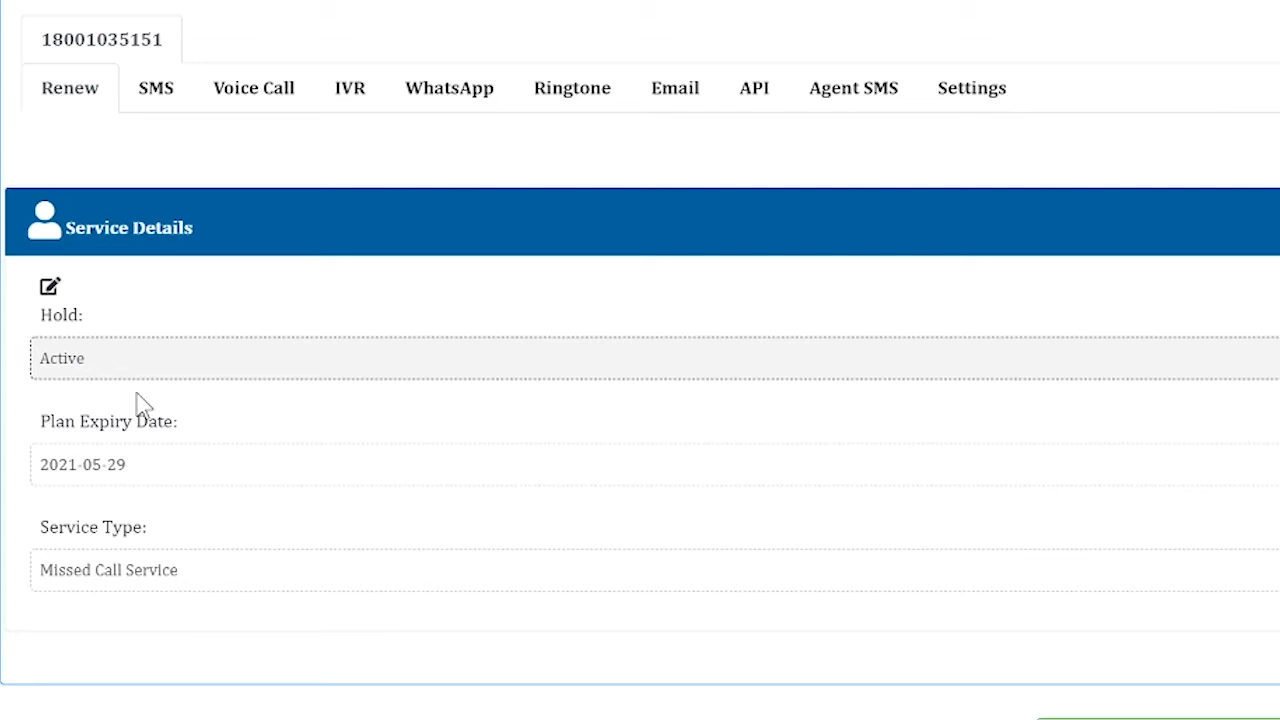 18001035151
Renew SMS Voice Call IVR WhatsApp Ringtone Email API Agent SMS Settings
Service Details
Hold:
Active
Plan Expiry Date:
2021-05-29
Service Type:
Missed Call Service